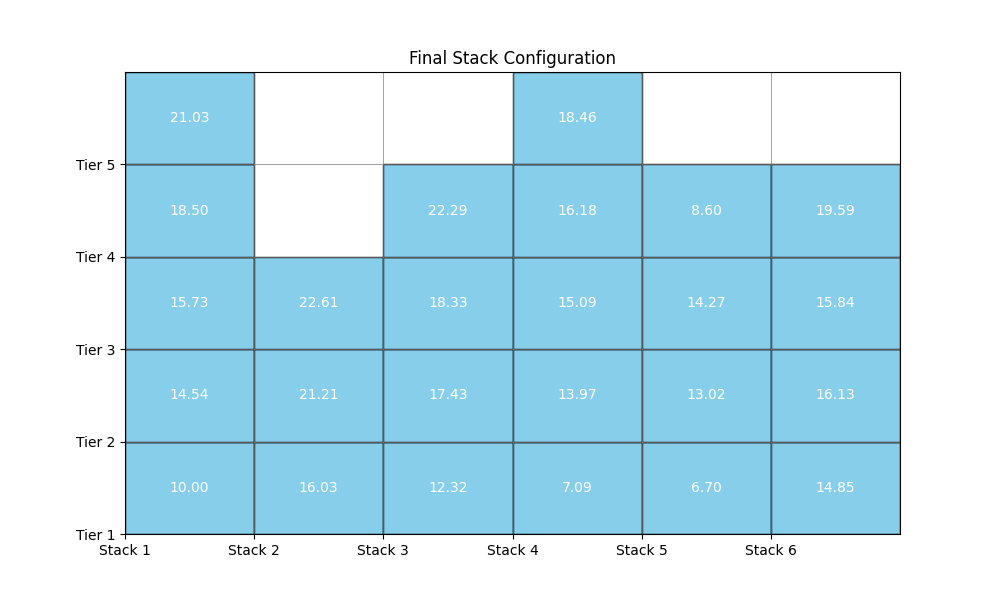 Final Stack Configuration
21.03 18.46
Tier 5
18.50 22.29 16.18 8.60 19.59
Tier 4
15.73 22.61 18.33 15.09 14.27 15.84
Tier 3
14.54 21.21 17.43 13.97 13.02 16.13
Tier 2
10.00 16.03 12.32 7.09 6.70 14.85
Tier 1
Stack 1 Stack 2 Stack 3 Stack 4 Stack 5 Stack 6